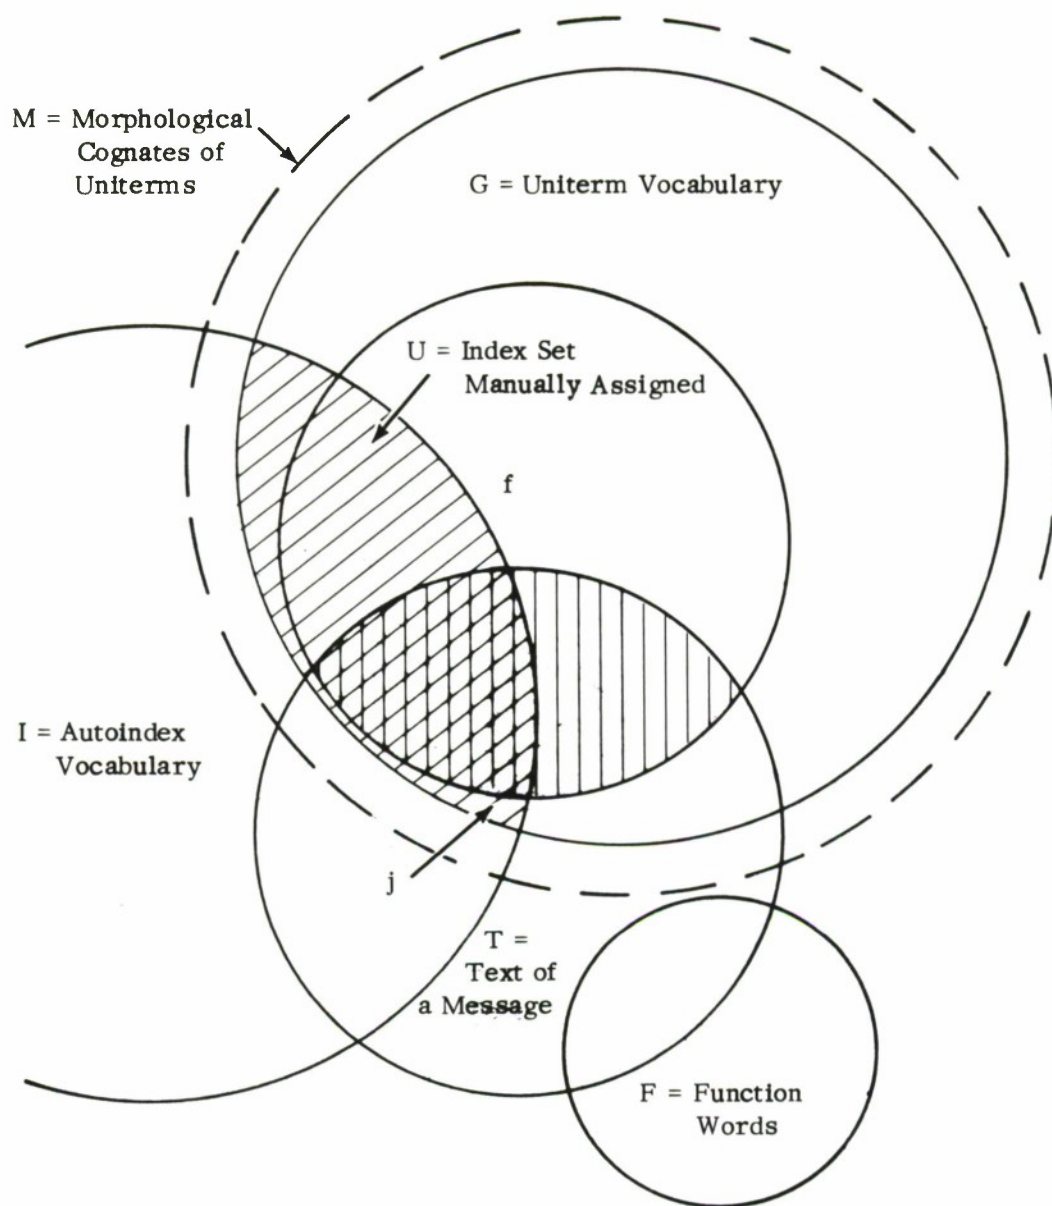 M = Morphological
Cognates of
Uniterms
G = Uniterm Vocabulary
U = Index Set
Manually Assigned
f
I = Autoindex
Vocabulary
j
T =
Text of
a Message
F = Function
Words